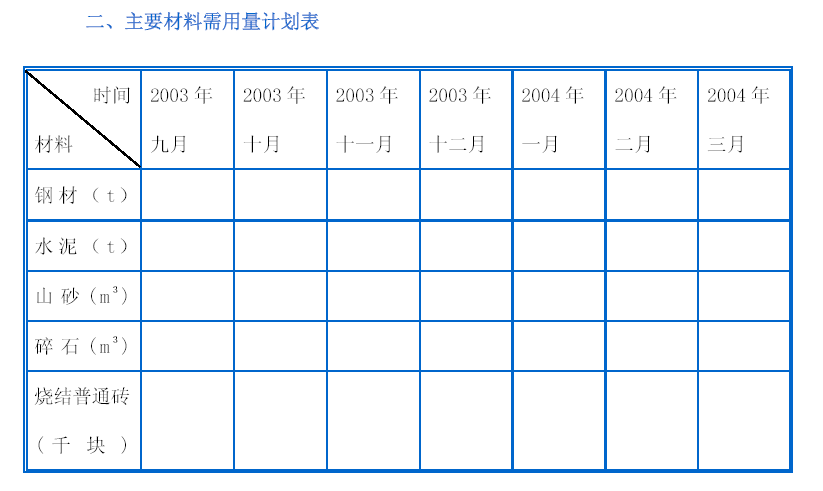 二、主要材料需用量计划表
时间
材料
2003 年
九月
2003 年
十月
2003 年
十一月
2003 年
十二月
2004 年
一月
2004 年
二月
2004 年
三月
钢材（t）
水泥（t）
山砂(m³)
碎石(m³)
烧结普通砖
(千块)